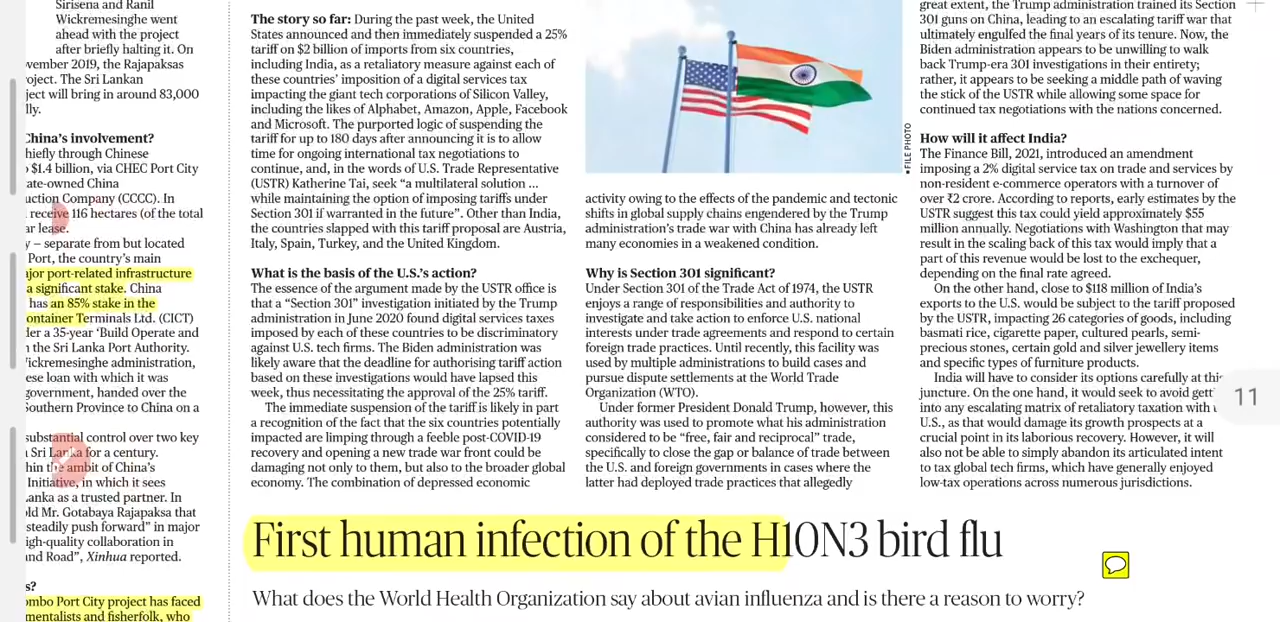 Sirisena and Ranil
Wickremesinghe went
ahead with the project
after briefly halting it. On
vember 2019, the Rajapaksas
oject. The Sri Lankan
ject will bring in around 83,000
lly.
China's involvement?
hiefly through Chinese
$1.4 billion, via CHEC Port City
ate-owned China
uction Company (CCCC). In
receive 116 hectares (of the total
ar lease.
y – separate from but located
Port, the country's main
ajor port-related infrastructure
a significant stake. China
has an 85% stake in the
ontainer Terminals Ltd. (CICT)
der a 35-year 'Build Operate and
h the Sri Lanka Port Authority.
Wickremesinghe administration,
ese loan with which it was
government, handed over the
Southern Province to China on a
substantial control over two key
Sri Lanka for a century.
hin the ambit of China's
Initiative, in which it sees
Lanka as a trusted partner. In
old Mr. Gotabaya Rajapaksa that
steadily push forward" in major
igh-quality collaboration in
and Road", Xinhua reported.
s?
ombo Port City project has faced
mentalists and fisherfolk, who
The story so far: During the past week, the United
States announced and then immediately suspended a 25%
tariff on $2 billion of imports from six countries,
including India, as a retaliatory measure against each of
these countries' imposition of a digital services tax
impacting the giant tech corporations of Silicon Valley,
including the likes of Alphabet, Amazon, Apple, Facebook
and Microsoft. The purported logic of suspending the
tariff for up to 180 days after announcing it is to allow
time for ongoing international tax negotiations to
continue, and, in the words of U.S. Trade Representative
(USTR) Katherine Tai, seek "a multilateral solution ...
while maintaining the option of imposing tariffs under
Section 301 if warranted in the future". Other than India,
the countries slapped with this tariff proposal are Austria,
Italy, Spain, Turkey, and the United Kingdom.
What is the basis of the U.S.'s action?
The essence of the argument made by the USTR office is
that a "Section 301" investigation initiated by the Trump
administration in June 2020 found digital services taxes
imposed by each of these countries to be discriminatory
against U.S. tech firms. The Biden administration was
likely aware that the deadline for authorising tariff action
based on these investigations would have lapsed this
week, thus necessitating the approval of the 25% tariff.
The immediate suspension of the tariff is likely in part
a recognition of the fact that the six countries potentially
impacted are limping through a feeble post-COVID-19
recovery and opening a new trade war front could be
damaging not only to them, but also to the broader global
economy. The combination of depressed economic
FILE PHOTO
activity owing to the effects of the pandemic and tectonic
shifts in global supply chains engendered by the Trump
administration's trade war with China has already left
many economies in a weakened condition.
Why is Section 301 significant?
Under Section 301 of the Trade Act of 1974, the USTR
enjoys a range of responsibilities and authority to
investigate and take action to enforce U.S. national
interests under trade agreements and respond to certain
foreign trade practices. Until recently, this facility was
used by multiple administrations to build cases and
pursue dispute settlements at the World Trade
Organization (WTO).
Under former President Donald Trump, however, this
authority was used to promote what his administration
considered to be "free, fair and reciprocal" trade,
specifically to close the gap or balance of trade between
the U.S. and foreign governments in cases where the
latter had deployed trade practices that allegedly
great extent, the Trump administration trained its Section
301 guns on China, leading to an escalating tariff war that
ultimately engulfed the final years of its tenure. Now, the
Biden administration appears to be unwilling to walk
back Trump-era 301 investigations in their entirety;
rather, it appears to be seeking a middle path of waving
the stick of the USTR while allowing some space for
continued tax negotiations with the nations concerned.
How will it affect India?
The Finance Bill, 2021, introduced an amendment
imposing a 2% digital service tax on trade and services by
non-resident e-commerce operators with a turnover of
over ₹2 crore. According to reports, early estimates by the
USTR suggest this tax could yield approximately $55
million annually. Negotiations with Washington that may
result in the scaling back of this tax would imply that a
part of this revenue would be lost to the exchequer,
depending on the final rate agreed.
On the other hand, close to $118 million of India's
exports to the U.S. would be subject to the tariff proposed
by the USTR, impacting 26 categories of goods, including
basmati rice, cigarette paper, cultured pearls, semi-
precious stones, certain gold and silver jewellery items
and specific types of furniture products.
India will have to consider its options carefully at this
juncture. On the one hand, it would seek to avoid gett
into any escalating matrix of retaliatory taxation with
U.S., as that would damage its growth prospects at a
crucial point in its laborious recovery. However, it will
also not be able to simply abandon its articulated intent
to tax global tech firms, which have generally enjoyed
low-tax operations across numerous jurisdictions.
11
First human infection of the H10N3 bird flu
What does the World Health Organization say about avian influenza and is there a reason to worry?